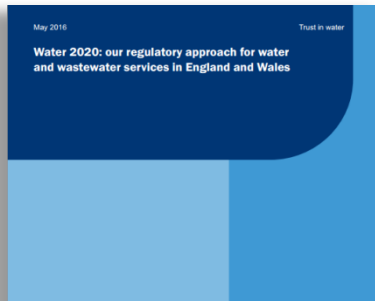 May 2016
Trust in water
Water 2020: our regulatory approach for water
and wastewater services in England and Wales